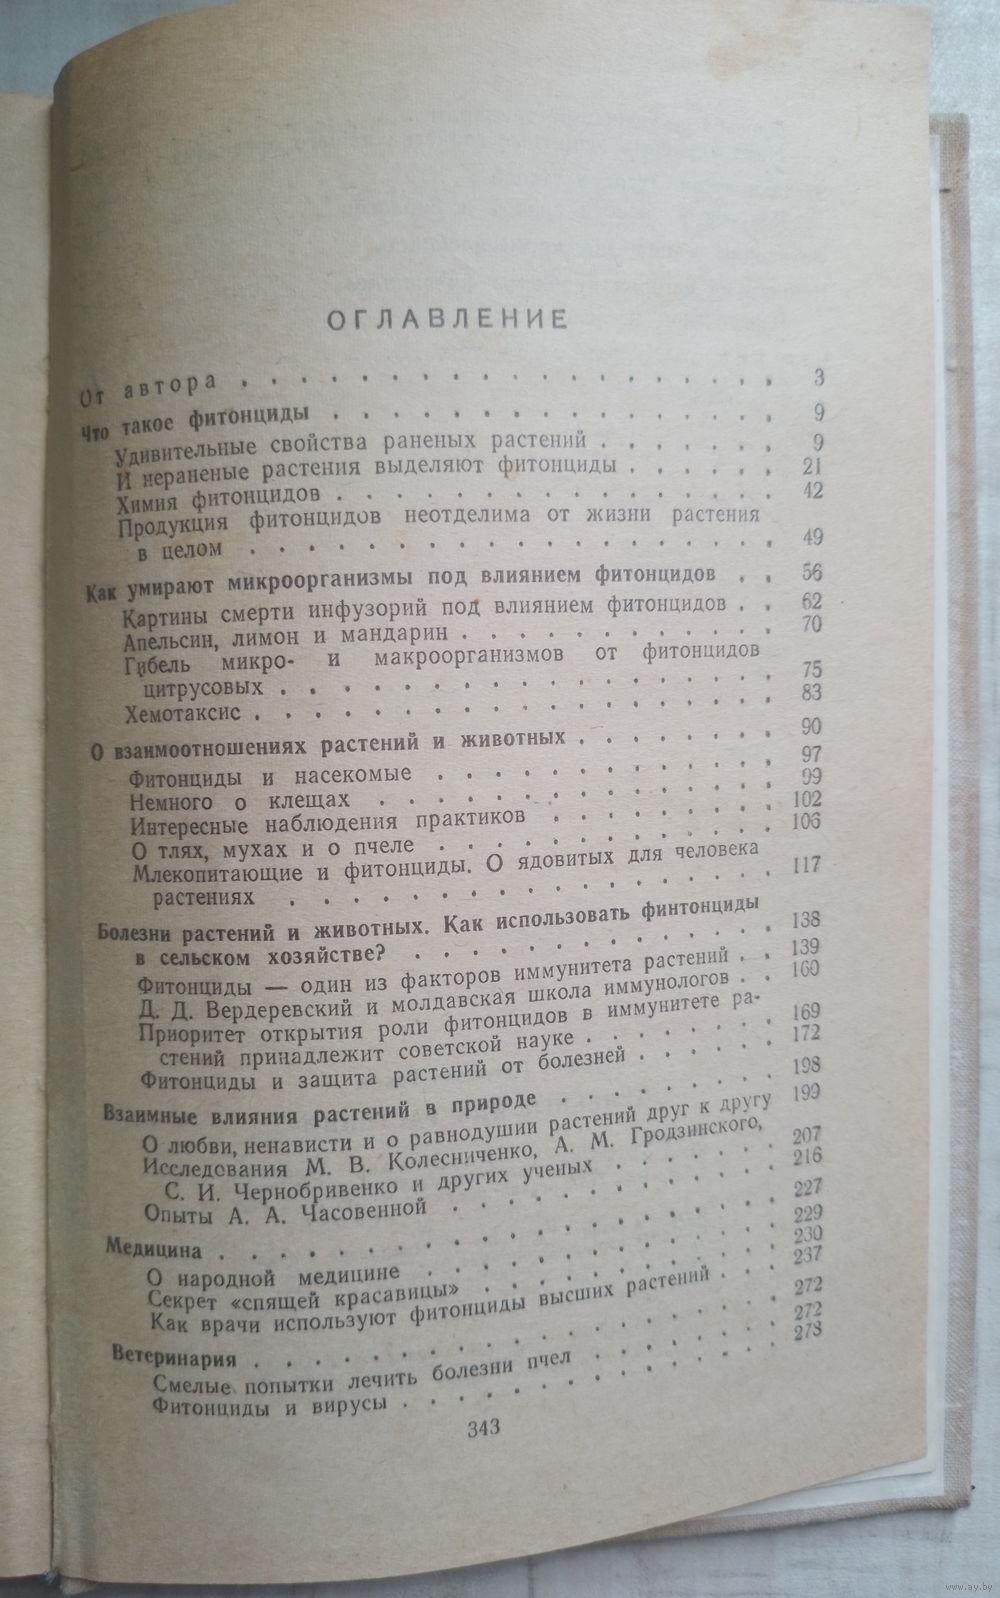 ОГЛАВЛЕНИЕ
От автора . . . . . . . . . . . . . . . . . . 3
Что такое фитонциды . . . . . . . . . . . . . . . 9
Удивительные свойства раненых растений . . . . . . . 9
И нераненые растения выделяют фитонциды . . . . . . 21
Химия фитонцидов . . . . . . . . . . . . . . . 42
Продукция фитонцидов неотделима от жизни растения
в целом . . . . . . . . . . . . . . . . . . 49
Как умирают микроорганизмы под влиянием фитонцидов . . 56
Картины смерти инфузорий под влиянием фитонцидов . . 62
Апельсин, лимон и мандарин . . . . . . . . . . . 70
Гибель микро- и макроорганизмов от фитонцидов
цитрусовых . . . . . . . . . . . . . . . . . 75
Хемотаксис . . . . . . . . . . . . . . . . . . 83
О взаимоотношениях растений и животных . . . . . . . 90
Фитонциды и насекомые . . . . . . . . . . . . 97
Немного о клещах . . . . . . . . . . . . . . 99
Интересные наблюдения практиков . . . . . . . . 102
О тлях, мухах и о пчеле . . . . . . . . . . . . 106
Млекопитающие и фитонциды. О ядовитых для человека
растениях . . . . . . . . . . . . . . . . . 117
Болезни растений и животных. Как использовать финтонциды
в сельском хозяйстве? . . . . . . . . . . . . . 138
Фитонциды — один из факторов иммунитета растений . . 139
Д. Д. Вердеревский и молдавская школа иммунологов . . 160
Приоритет открытия роли фитонцидов в иммунитете ра-
стений принадлежит советской науке . . . . . . . 169
Фитонциды и защита растений от болезней . . . . . . 172
Взаимные влияния растений в природе . . . . . . . . 198
О любви, ненависти и о равнодушии растений друг к другу 199
Исследования М. В. Колесниченко, А. М. Гродзинского,
С. И. Чернобривенко и других ученых . . . . . . 207
Опыты А. А. Часовенной . . . . . . . . . . . . 216
Медицина . . . . . . . . . . . . . . . . . . . 227
О народной медицине . . . . . . . . . . . . . 229
Секрет «спящей красавицы» . . . . . . . . . . . 230
Как врачи используют фитонциды высших растений . . . 237
Ветеринария . . . . . . . . . . . . . . . . . . 272
Смелые попытки лечить болезни пчел . . . . . . . 272
Фитонциды и вирусы . . . . . . . . . . . . . 278
343
www.ay.by